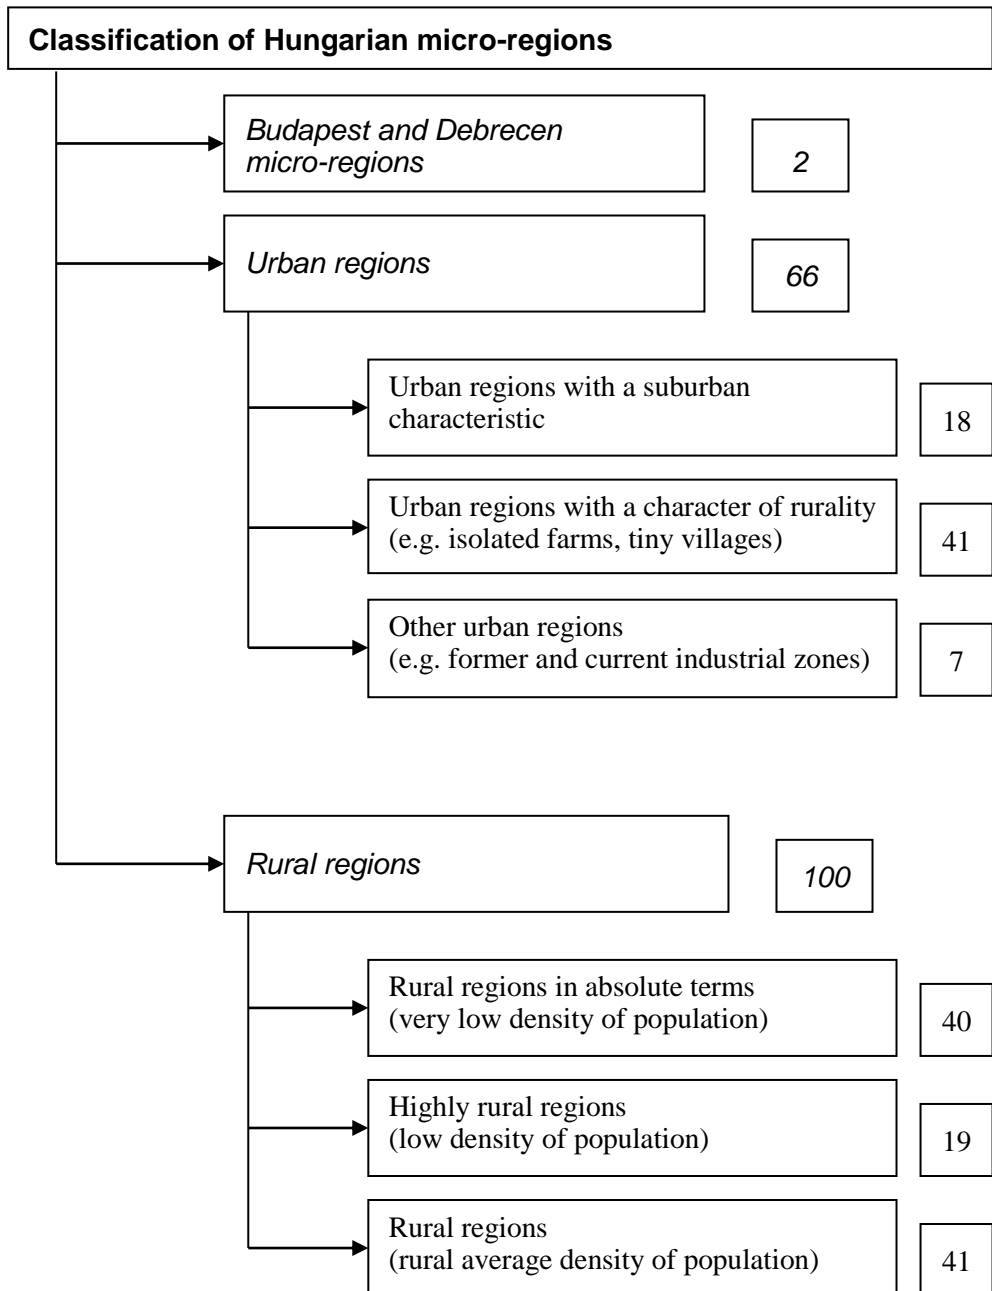 Classification of Hungarian micro-regions
Budapest and Debrecen
micro-regions
2
Urban regions
66
Urban regions with a suburban
characteristic
18
Urban regions with a character of rurality
(e.g. isolated farms, tiny villages)
41
Other urban regions
(e.g. former and current industrial zones)
7
Rural regions
100
Rural regions in absolute terms
(very low density of population)
40
Highly rural regions
(low density of population)
19
Rural regions
(rural average density of population)
41